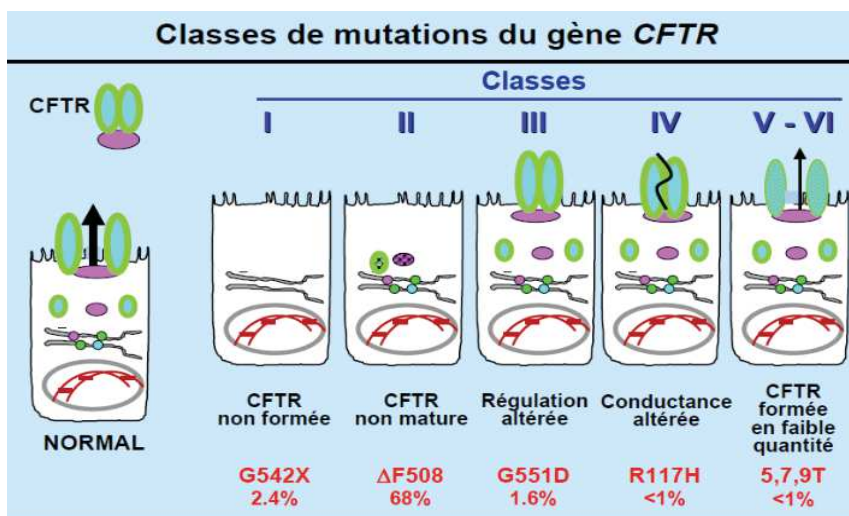 Classes de mutations du gène CFTR
CFTR
Classes
I II III IV V - VI
NORMAL
CFTR
non formée
CFTR
non mature
Régulation
altérée
Conductance
altérée
CFTR
formée
en faible
quantité
G542X
2.4%
ΔF508
68%
G551D
1.6%
R117H
<1%
5,7,9T
<1%